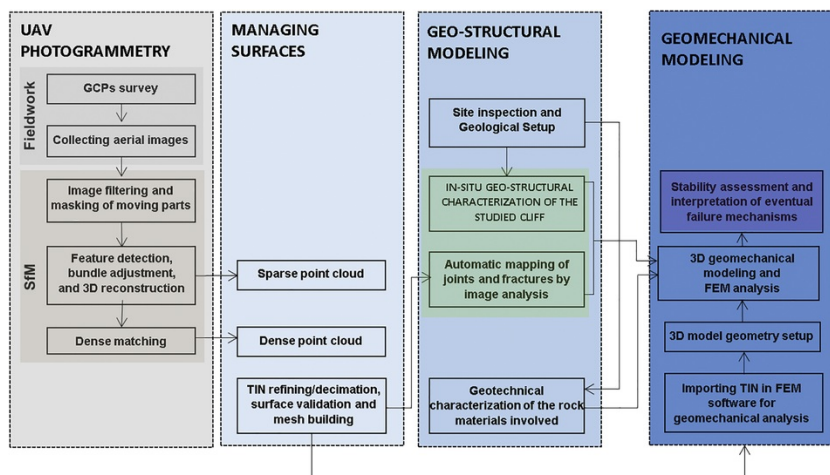 UAV
PHOTOGRAMMETRY
Fieldwork
GCPs survey
Collecting aerial images
SfM
Image filtering and
masking of moving parts
Feature detection,
bundle adjustment,
and 3D reconstruction
Dense matching
MANAGING
SURFACES
Sparse point cloud
Dense point cloud
TIN refining/decimation,
surface validation and
mesh building
GEO-STRUCTURAL
MODELING
Site inspection and
Geological Setup
IN-SITU GEO-STRUCTURAL
CHARACTERIZATION OF THE
STUDIED CLIFF
Automatic mapping of
joints and fractures by
image analysis
Geotechnical
characterization of the rock
materials involved
GEOMECHANICAL
MODELING
Stability assessment and
interpretation of eventual
failure mechanisms
3D geomechanical
modeling and
FEM analysis
3D model geometry setup
Importing TIN in FEM
software for
geomechanical analysis